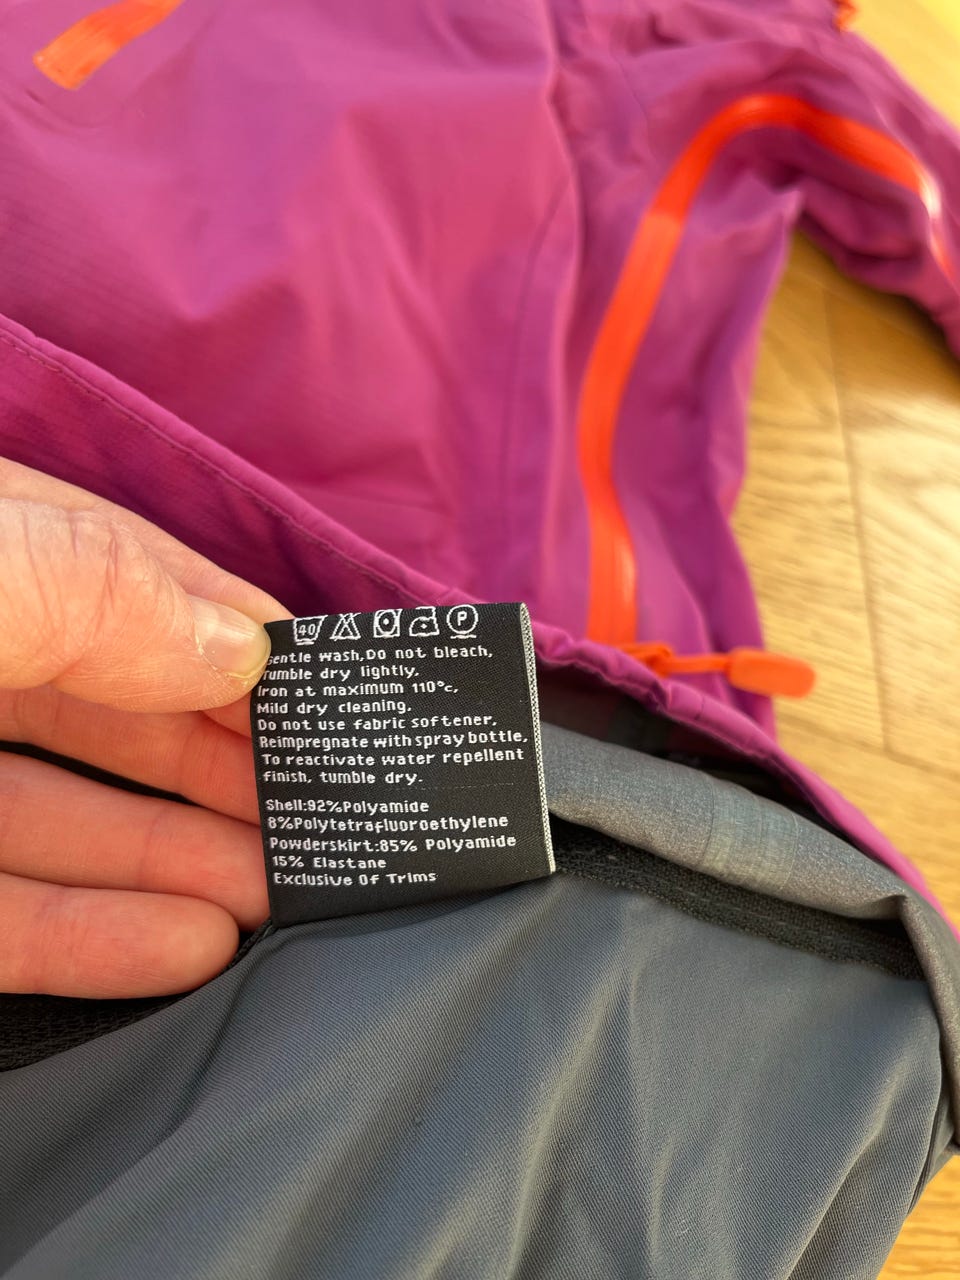 40 P
Gentle wash,Do not bleach,
Tumble dry lightly,
Iron at maximum 110°c,
Mild dry cleaning,
Do not use fabric softener,
Reimpregnate with spray bottle,
To reactivate water repellent
finish, tumble dry.
Shell:92%Polyamide
8%Polytetrafluoroethylene
Powderskirt:85% Polyamide
15% Elastane
Exclusive Of Trims